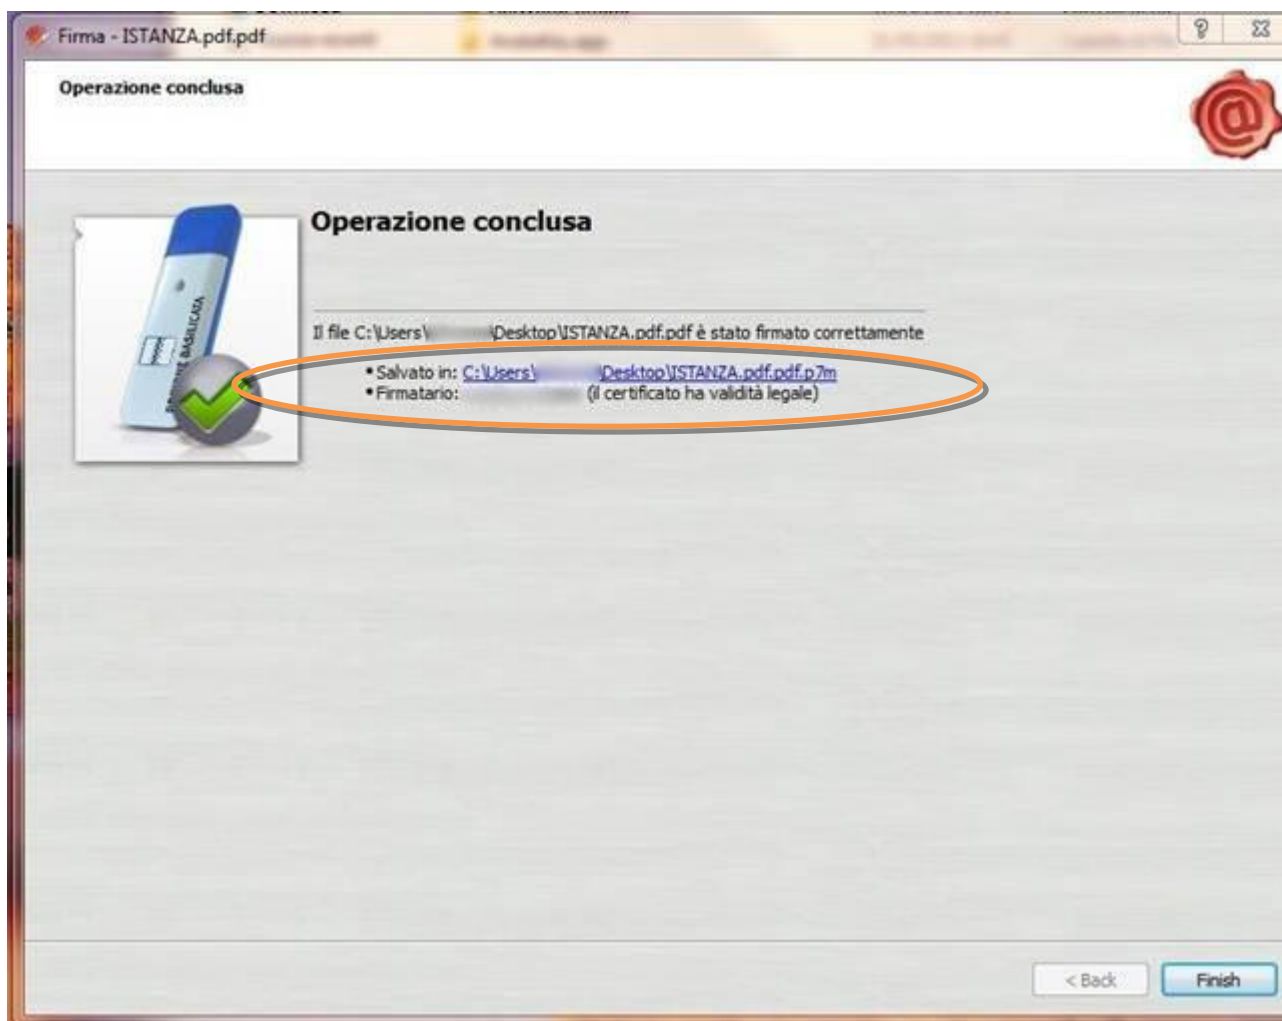 Firma - ISTANZA.pdf.pdf
Operazione conclusa
Operazione conclusa
BASILICATA
Il file C:\Users\ \Desktop\ISTANZA.pdf.pdf è stato firmato correttamente
• Salvato in: C:\Users\ \Desktop\ISTANZA.pdf.pdf.p7m
• Firmatario: (il certificato ha validità legale)
< Back Finish